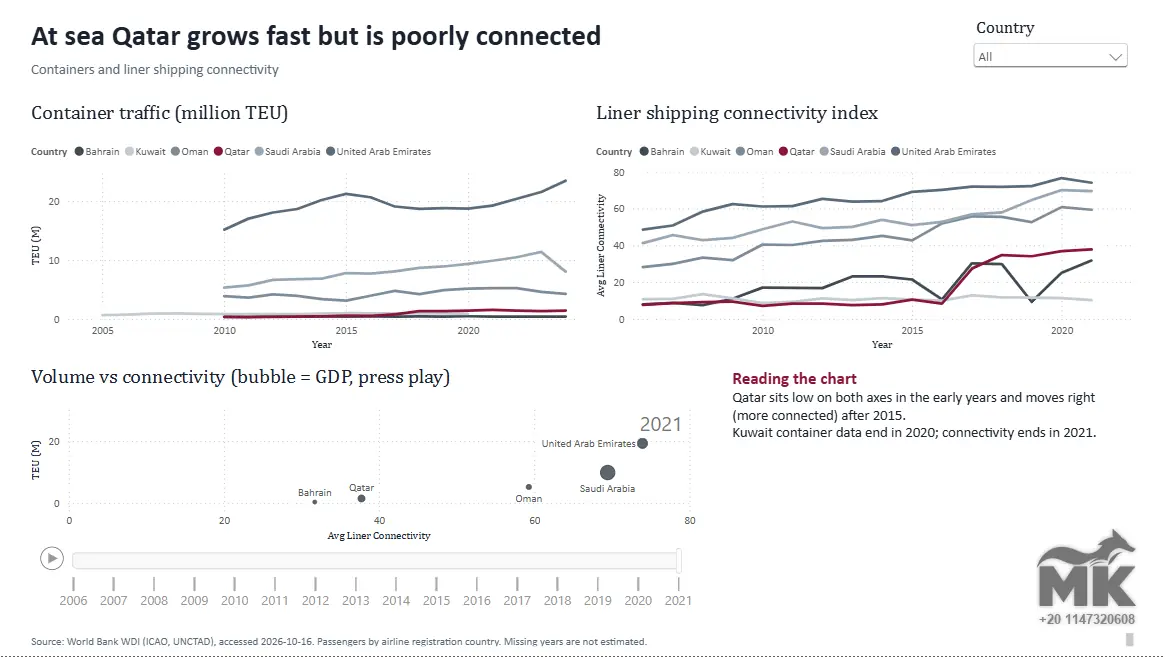 At sea Qatar grows fast but is poorly connected
Containers and liner shipping connectivity
Country
All
Container traffic (million TEU)
Country Bahrain Kuwait Oman Qatar Saudi Arabia United Arab Emirates
TEU (M)
20
10
0
2005 2010 2015 2020
Year
Liner shipping connectivity index
Country Bahrain Kuwait Oman Qatar Saudi Arabia United Arab Emirates
Avg Liner Connectivity
80
60
40
20
0
2010 2015 2020
Year
Volume vs connectivity (bubble = GDP, press play)
2021
TEU (M)
20
0
United Arab Emirates
Saudi Arabia
Oman
Qatar
Bahrain
0 20 40 60 80
Avg Liner Connectivity
2006 2007 2008 2009 2010 2011 2012 2013 2014 2015 2016 2017 2018 2019 2020 2021
Reading the chart
Qatar sits low on both axes in the early years and moves right
(more connected) after 2015.
Kuwait container data end in 2020; connectivity ends in 2021.
MK
+20 1147320608
Source: World Bank WDI (ICAO, UNCTAD), accessed 2026-10-16. Passengers by airline registration country. Missing years are not estimated.